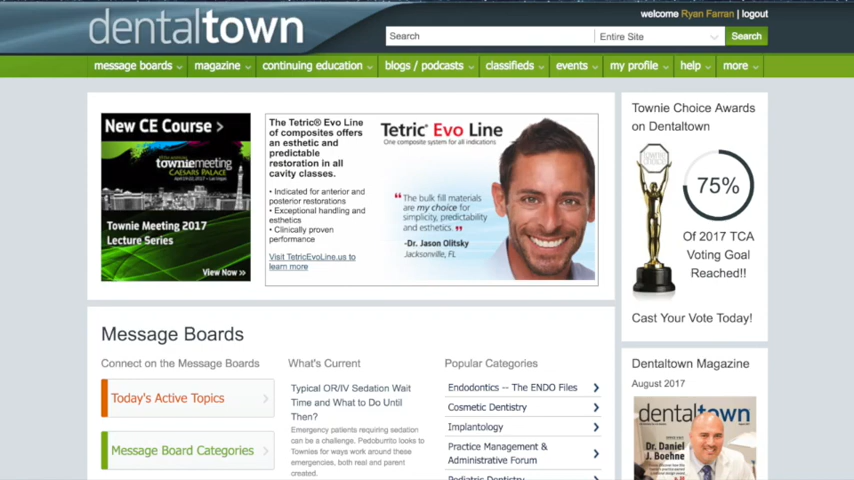 welcome Ryan Farran | logout
dentaltown
Search
Entire Site
Search
message boards
magazine
continuing education
blogs / podcasts
classifieds
events
my profile
help
more
New CE Course >
towniemeeting
CAESARS PALACE
Townie Meeting 2017
Lecture Series
View Now »
The Tetric® Evo Line
of composites offers
an esthetic and
predictable
restoration in all
cavity classes.
• Indicated for anterior and
posterior restorations
• Exceptional handling and
esthetics
• Clinically proven
performance
Visit TetricEvoLine.us to
learn more
Tetric® Evo Line
One composite system for all indications
"The bulk fill materials
are my choice for
simplicity, predictability
and esthetics."
-Dr. Jason Olitsky
Jacksonville, FL
Townie Choice Awards
on Dentaltown
75%
Of 2017 TCA
Voting Goal
Reached!!
Cast Your Vote Today!
Message Boards
Connect on the Message Boards
Today's Active Topics
Message Board Categories
What's Current
Typical OR/IV Sedation Wait
Time and What to Do Until
Then?
Emergency patients requiring sedation
can be a challenge. Pedoburrito looks to
Townies for ways work around these
emergencies, both real and parent
created.
Popular Categories
Endodontics -- The ENDO Files
Cosmetic Dentistry
Implantology
Practice Management &
Administrative Forum
Pediatric Dentistry
Dentaltown Magazine
August 2017
dentaltown
Dr. Daniel
J. Boehne